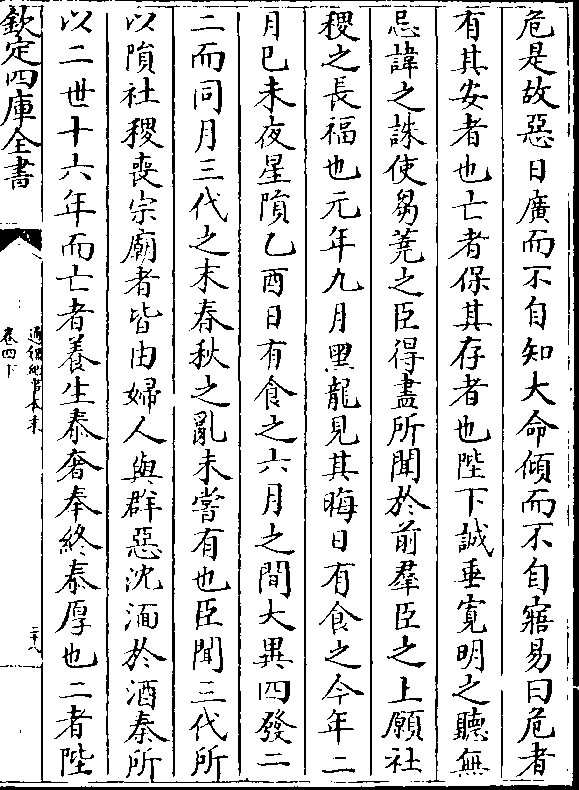 危是故惡日廣而不自知大命傾而不自寤易曰危者
有其安者也亡者保其存者也陛下誠垂寛明之聽無
忌諱之誅使芻蕘之臣得盡所聞於前羣臣之上願社
稷之長福也元年九月黑龍見其晦日有食之今年二
月巳未夜星隕乙酉日有食之六月之間大異四發二
二而同月三代之末春秋之亂未嘗有也臣聞三代所
以隕社稷喪宗廟者皆由婦人與群惡沈湎於酒秦所
以二世十六年而亡者養生泰奢奉終泰厚也二者陛
欽定四庫全書
通鑑紀事本末
卷四下
二十八